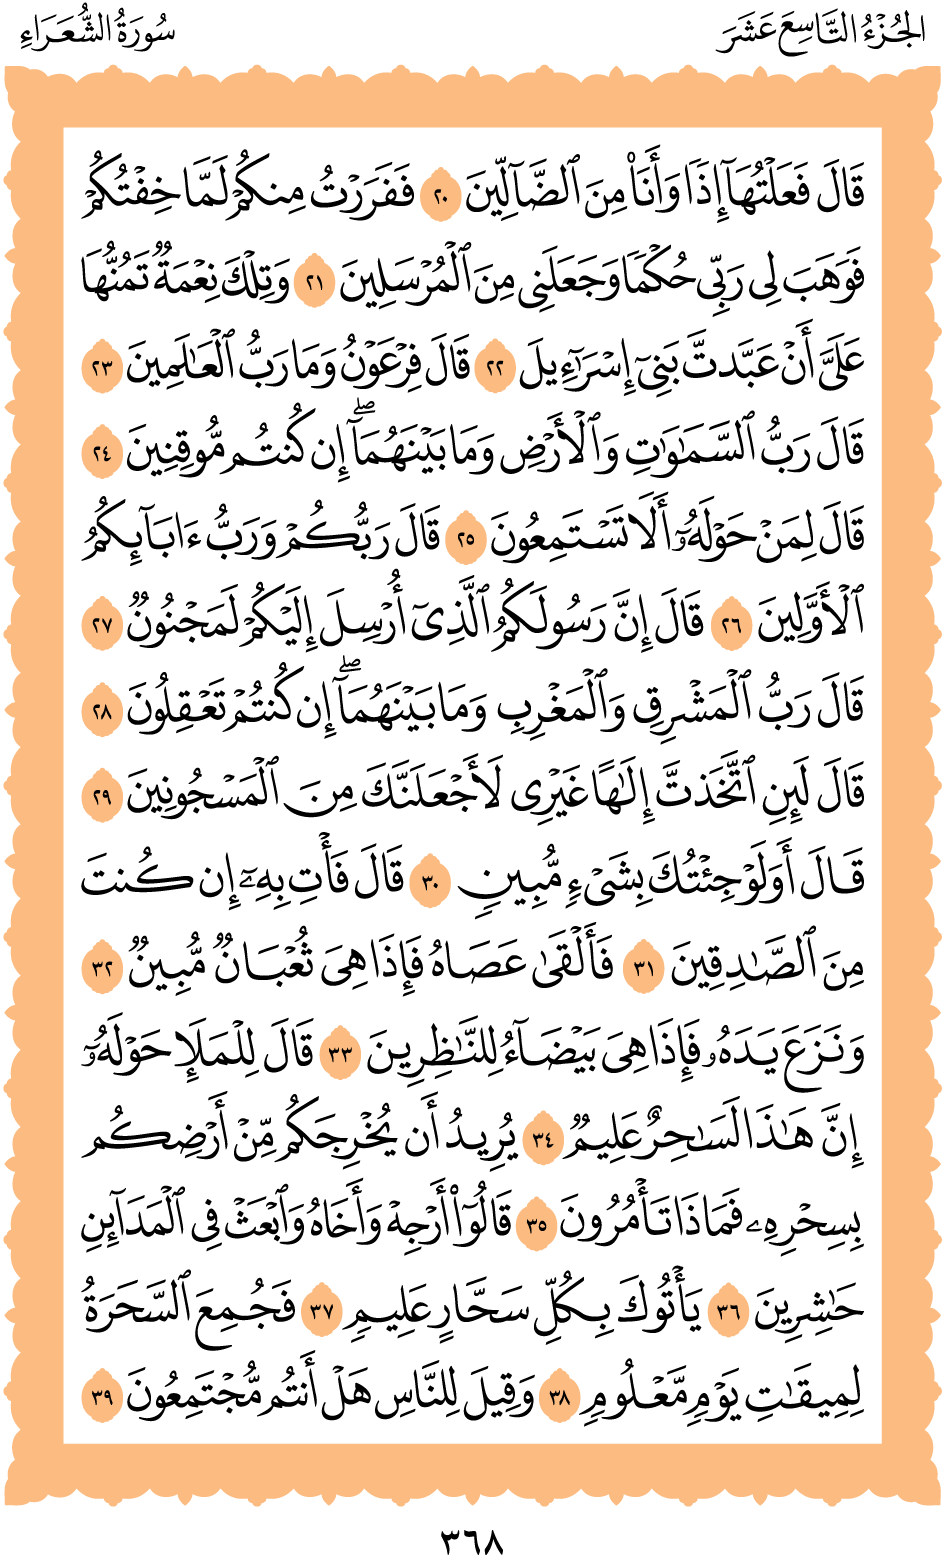 الجُزْءُ التَّاسِعَ عَشَرَ
سُورَةُ الشُّعَرَاءِ
قَالَ فَعَلْتُهَآ إِذٗا وَأَنَا۠ مِنَ ٱلضَّآلِّينَ ٢٠ فَفَرَرْتُ مِنكُمْ لَمَّا خِفْتُكُمْ
فَوَهَبَ لِي رَبِّي حُكْمٗا وَجَعَلَنِي مِنَ ٱلْمُرْسَلِينَ ٢١ وَتِلْكَ نِعْمَةٞ تَمُنُّهَا
عَلَىَّ أَنْ عَبَّدتَّ بَنِىٓ إِسْرَٰٓءِيلَ ٢٢ قَالَ فِرْعَوْنُ وَمَا رَبُّ ٱلْعَٰلَمِينَ ٢٣
قَالَ رَبُّ ٱلسَّمَٰوَٰتِ وَٱلْأَرْضِ وَمَا بَيْنَهُمَآۖ إِن كُنتُم مُّوقِنِينَ ٢٤
قَالَ لِمَنْ حَوْلَهُۥٓ أَلَا تَسْتَمِعُونَ ٢٥ قَالَ رَبُّكُمْ وَرَبُّ ءَابَآئِكُمُ
ٱلْأَوَّلِينَ ٢٦ قَالَ إِنَّ رَسُولَكُمُ ٱلَّذِىٓ أُرْسِلَ إِلَيْكُمْ لَمَجْنُونٞ ٢٧
قَالَ رَبُّ ٱلْمَشْرِقِ وَٱلْمَغْرِبِ وَمَا بَيْنَهُمَآۖ إِن كُنتُمْ تَعْقِلُونَ ٢٨
قَالَ لَئِنِ ٱتَّخَذتَّ إِلَٰهًا غَيْرِى لَأَجْعَلَنَّكَ مِنَ ٱلْمَسْجُونِينَ ٢٩
قَالَ أَوَلَوْ جِئْتُكَ بِشَىْءٖ مُّبِينٖ ٣٠ قَالَ فَأْتِ بِهِۦٓ إِن كُنتَ
مِنَ ٱلصَّٰدِقِينَ ٣١ فَأَلْقَىٰ عَصَاهُ فَإِذَا هِىَ ثُعْبَانٞ مُّبِينٞ ٣٢
وَنَزَعَ يَدَهُۥ فَإِذَا هِىَ بَيْضَآءُ لِلنَّٰظِرِينَ ٣٣ قَالَ لِلْمَلَإِ حَوْلَهُۥٓ
إِنَّ هَٰذَا لَسَٰحِرٌ عَلِيمٞ ٣٤ يُرِيدُ أَن يُخْرِجَكُم مِّنْ أَرْضِكُم
بِسِحْرِهِۦ فَمَاذَا تَأْمُرُونَ ٣٥ قَالُوٓا۟ أَرْجِهْ وَأَخَاهُ وَٱبْعَثْ فِى ٱلْمَدَآئِنِ
حَٰشِرِينَ ٣٦ يَأْتُوكَ بِكُلِّ سَحَّارٍ عَلِيمٖ ٣٧ فَجُمِعَ ٱلسَّحَرَةُ
لِمِيقَٰتِ يَوْمٖ مَّعْلُومٖ ٣٨ وَقِيلَ لِلنَّاسِ هَلْ أَنتُم مُّجْتَمِعُونَ ٣٩
٣٦٨